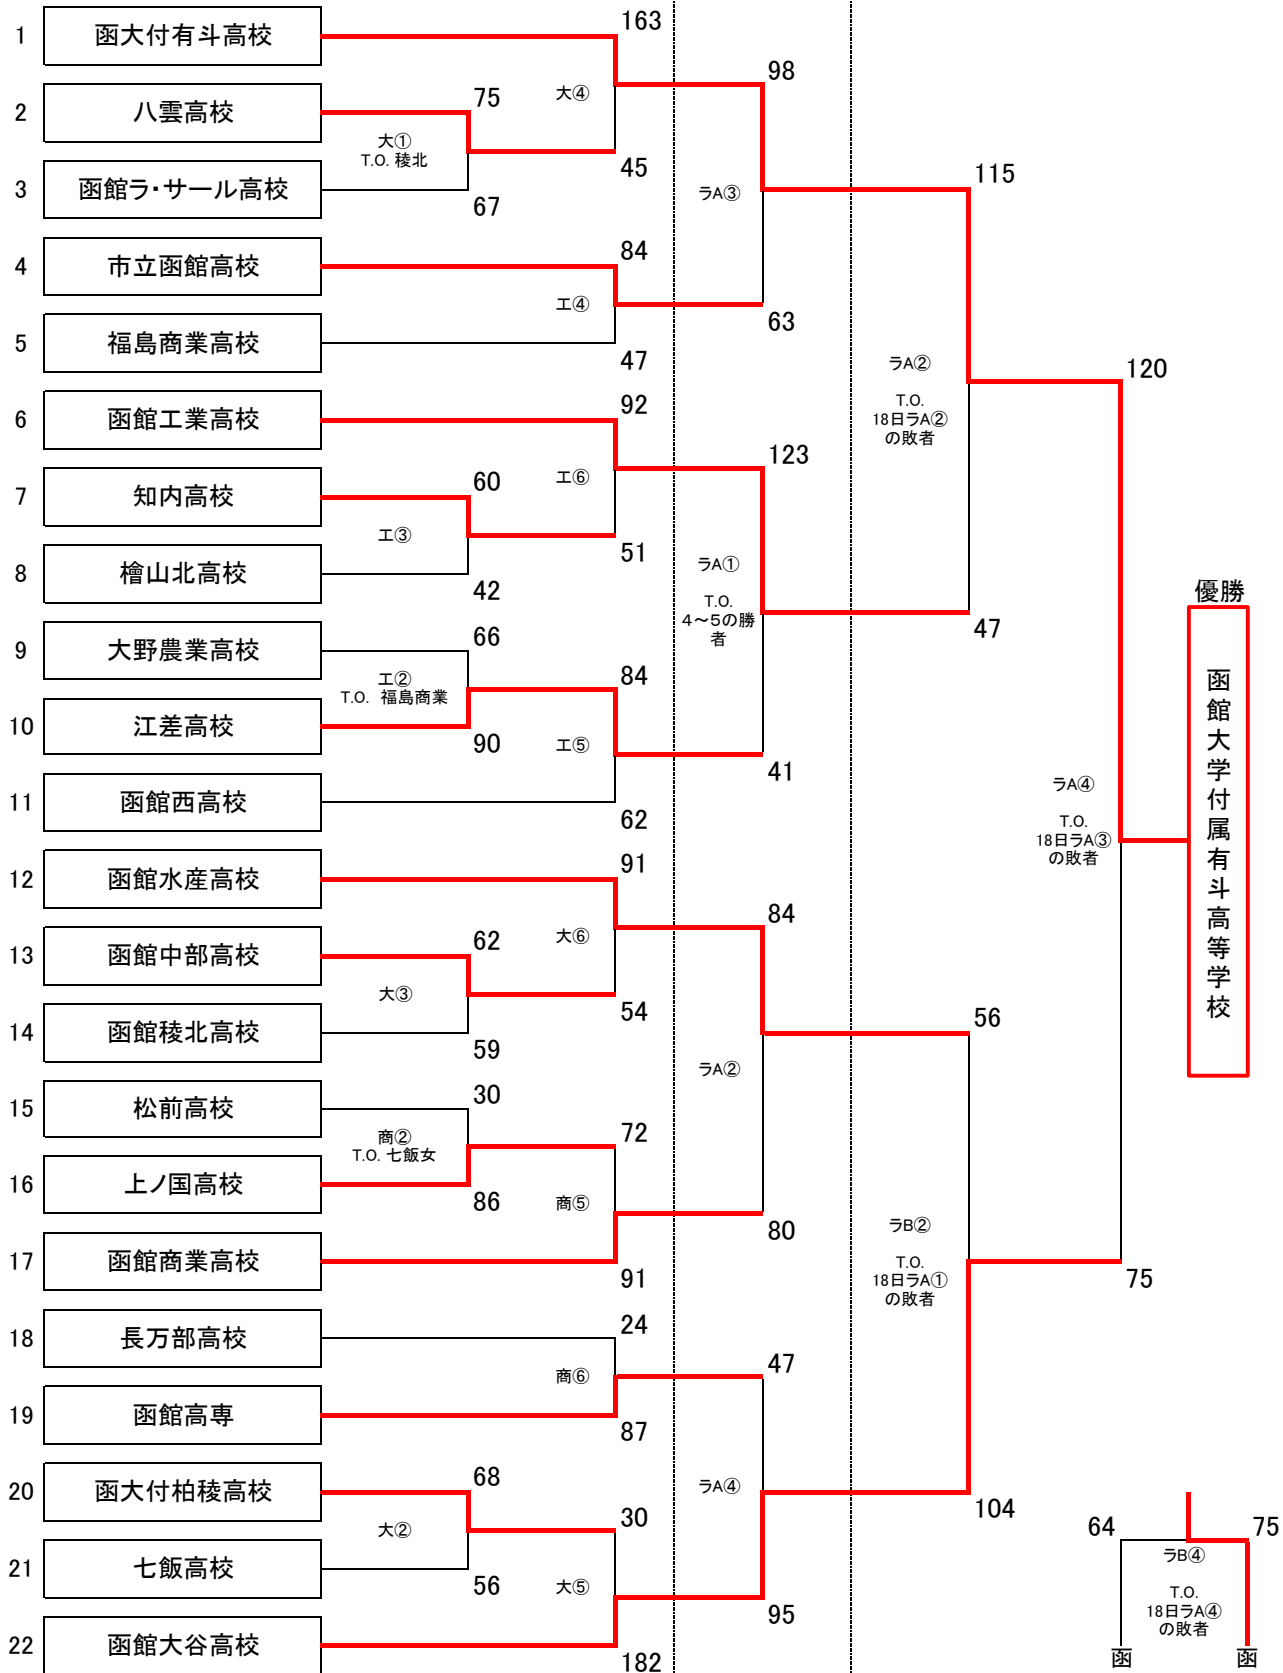 163
1 函大付有斗高校
98
75 大④
2 八雲高校
大①
T.O. 稜北
45
115
3 函館ラ・サール高校
ラA③
67
84
4 市立函館高校
エ④
63
5 福島商業高校
47
ラA②
120
T.O.
18日ラA②
の敗者
92
6 函館工業高校
123
60 エ⑥
7 知内高校
エ③
51
ラA①
8 檜山北高校
42
T.O.
4～5の勝
者
優勝
66 47
9 大野農業高校
84
エ②
T.O. 福島商業
10 江差高校
90 エ⑤
41
函館大学付属有斗高等学校
ラA④
T.O.
18日ラA③
の敗者
11 函館西高校
62
91
12 函館水産高校
84
62 大⑥
13 函館中部高校
大③
54
56
14 函館稜北高校
59
ラA②
30
15 松前高校
72
商②
T.O. 七飯女
16 上ノ国高校
86 商⑤
80
ラB②
T.O.
18日ラA①
の敗者
17 函館商業高校
91
75
24
18 長万部高校
47
商⑥
19 函館高専
87
68
20 函大付柏稜高校
ラA④
104
30
大②
64 75
ラB④
21 七飯高校
56 大⑤
95
T.O.
18日ラA④
の敗者
22 函館大谷高校
182
函 函